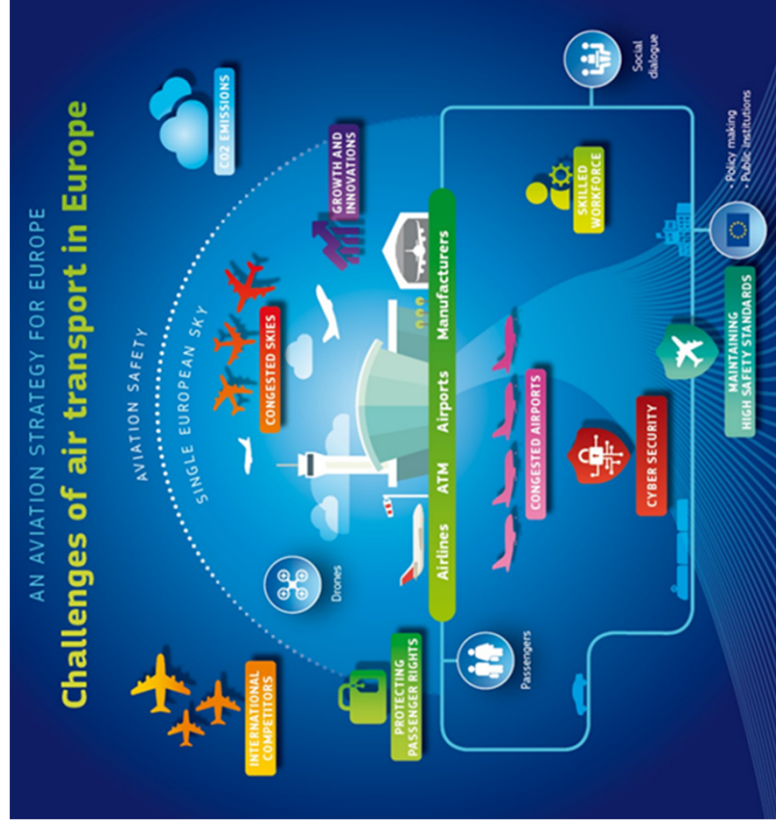 AN AVIATION STRATEGY FOR EUROPE
Challenges of air transport in Europe
AVIATION SAFETY
SINGLE EUROPEAN SKY
INTERNATIONAL
COMPETITORS
CONGESTED SKIES
CO2 EMISSIONS
Drones
GROWTH AND
INNOVATIONS
PROTECTING
PASSENGER RIGHTS
Airlines
ATM
Airports
Manufacturers
Passengers
CONGESTED AIRPORTS
SKILLED
WORKFORCE
CYBER SECURITY
Social
dialogue
MAINTAINING
HIGH SAFETY STANDARDS
• Policy making
• Public institutions